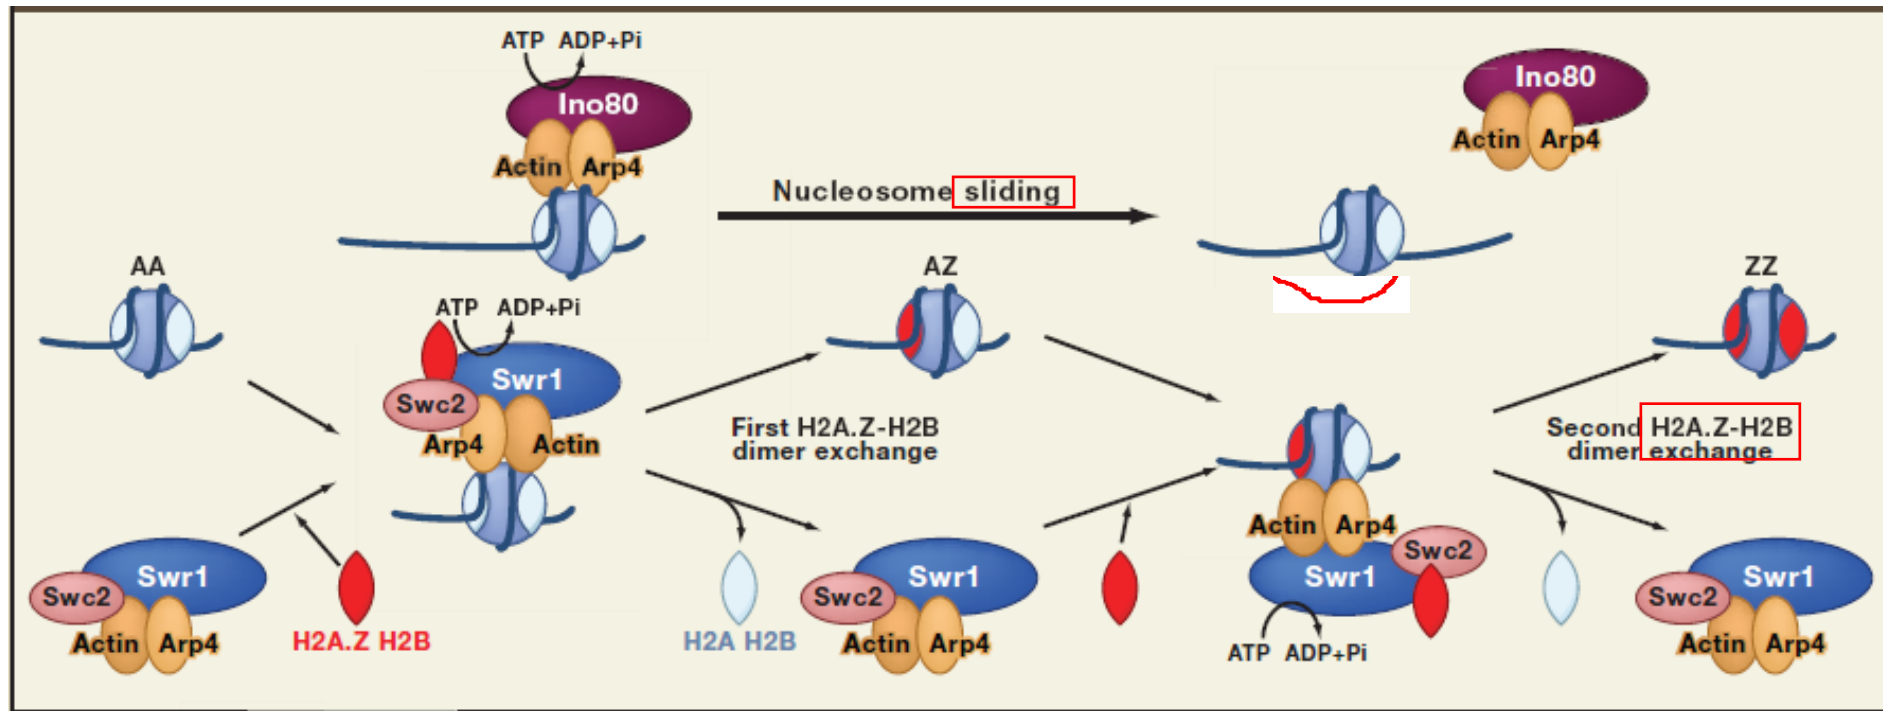 ATP ADP+Pi
Ino80
Actin Arp4
Nucleosome sliding
Ino80
Actin Arp4
AA
ATP ADP+Pi
Swr1
Swc2
Arp4 Actin
AZ
First H2A.Z-H2B
dimer exchange
ZZ
Second H2A.Z-H2B
dimer exchange
Swr1
Swc2
Actin Arp4
H2A.Z H2B
H2A H2B
Swr1
Swc2
Actin Arp4
Actin Arp4
Swc2
Swr1
ATP ADP+Pi
Swr1
Swc2
Actin Arp4